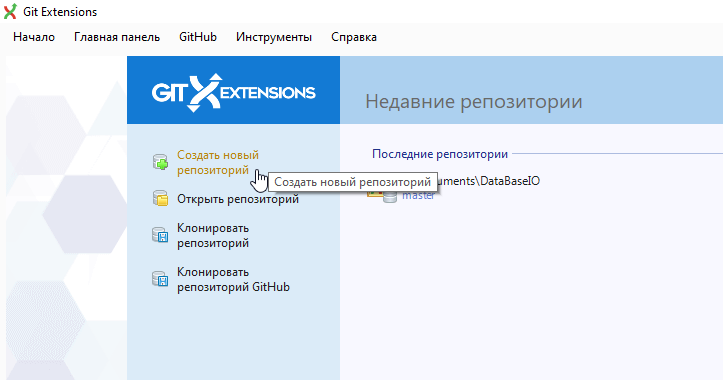 Git Extensions
Начало Главная панель GitHub Инструменты Справка
GIT EXTENSIONS
Недавние репозитории
Создать новый
репозиторий
Открыть репозиторий
Клонировать
репозиторий
Клонировать
репозиторий GitHub
Создать новый репозиторий
Последние репозитории
uments\DataBaseIO
master